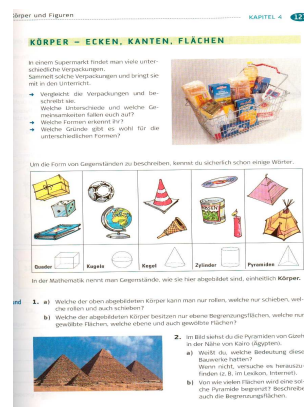 Körper und Figuren
KAPITEL 4
KÖRPER – ECKEN, KANTEN, FLÄCHEN
In einem Supermarkt findet man viele unter-
schiedliche Verpackungen.
Sammelt solche Verpackungen und bringt sie
mit in den Unterricht.
→ Vergleicht die Verpackungen und be-
schreibt sie.
Welche Unterschiede und welche Ge-
meinsamkeiten fallen euch auf?
→ Welche Formen erkennt ihr?
→ Welche Gründe gibt es wohl für die
unterschiedlichen Formen?
Um die Form von Gegenständen zu beschreiben, kennst du sicherlich schon einige Wörter.
Quader
Kugeln
Kegel
Zylinder
Pyramiden
In der Mathematik nennt man Gegenstände, wie sie hier abgebildet sind, einheitlich Körper.
1. a) Welche der oben abgebildeten Körper kann man nur rollen, welche nur schieben, wel-
che rollen und auch schieben?
b) Welche der abgebildeten Körper besitzen nur ebene Begrenzungsflächen, welche nur
gewölbte Flächen, welche ebene und auch gewölbte Flächen?
2. Im Bild siehst du die Pyramiden von Gizeh
in der Nähe von Kairo (Ägypten).
a) Weißt du, welche Bedeutung diese
Bauwerke hatten?
Wenn nicht, versuche es herauszu-
finden (z. B. im Lexikon, Internet).
b) Von wie vielen Flächen wird eine sol-
che Pyramide begrenzt? Beschreibe
auch die Begrenzungsflächen.